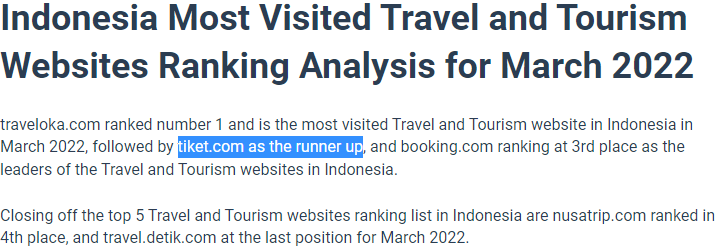 Indonesia Most Visited Travel and Tourism
Websites Ranking Analysis for March 2022
traveloka.com ranked number 1 and is the most visited Travel and Tourism website in Indonesia in
March 2022, followed by tiket.com as the runner up, and booking.com ranking at 3rd place as the
leaders of the Travel and Tourism websites in Indonesia.
Closing off the top 5 Travel and Tourism websites ranking list in Indonesia are nusatrip.com ranked in
4th place, and travel.detik.com at the last position for March 2022.